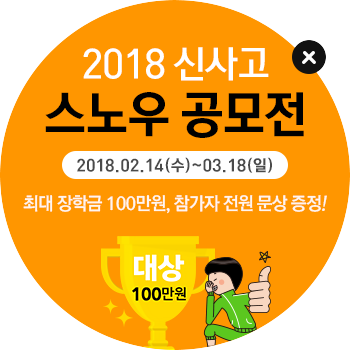 2018 신사고
스노우 공모전
2018.02.14(수)~03.18(일)
최대 장학금 100만원, 참가자 전원 문상 증정!
대상
100만원